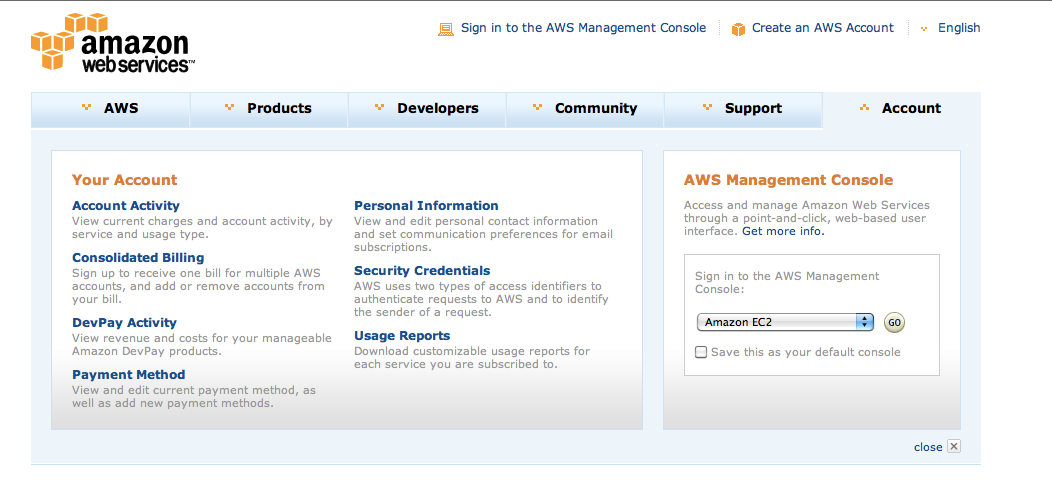 amazon
webservices™
Sign in to the AWS Management Console
Create an AWS Account
English
AWS
Products
Developers
Community
Support
Account
Your Account
Account Activity
View current charges and account activity, by
service and usage type.
Consolidated Billing
Sign up to receive one bill for multiple AWS
accounts, and add or remove accounts from
your bill.
DevPay Activity
View revenue and costs for your manageable
Amazon DevPay products.
Payment Method
View and edit current payment method, as
well as add new payment methods.
Personal Information
View and edit personal contact information
and set communication preferences for email
subscriptions.
Security Credentials
AWS uses two types of access identifiers to
authenticate requests to AWS and to identify
the sender of a request.
Usage Reports
Download customizable usage reports for
each service you are subscribed to.
AWS Management Console
Access and manage Amazon Web Services
through a point-and-click, web-based user
interface. Get more info.
Sign in to the AWS Management
Console:
Amazon EC2
GO
Save this as your default console
close